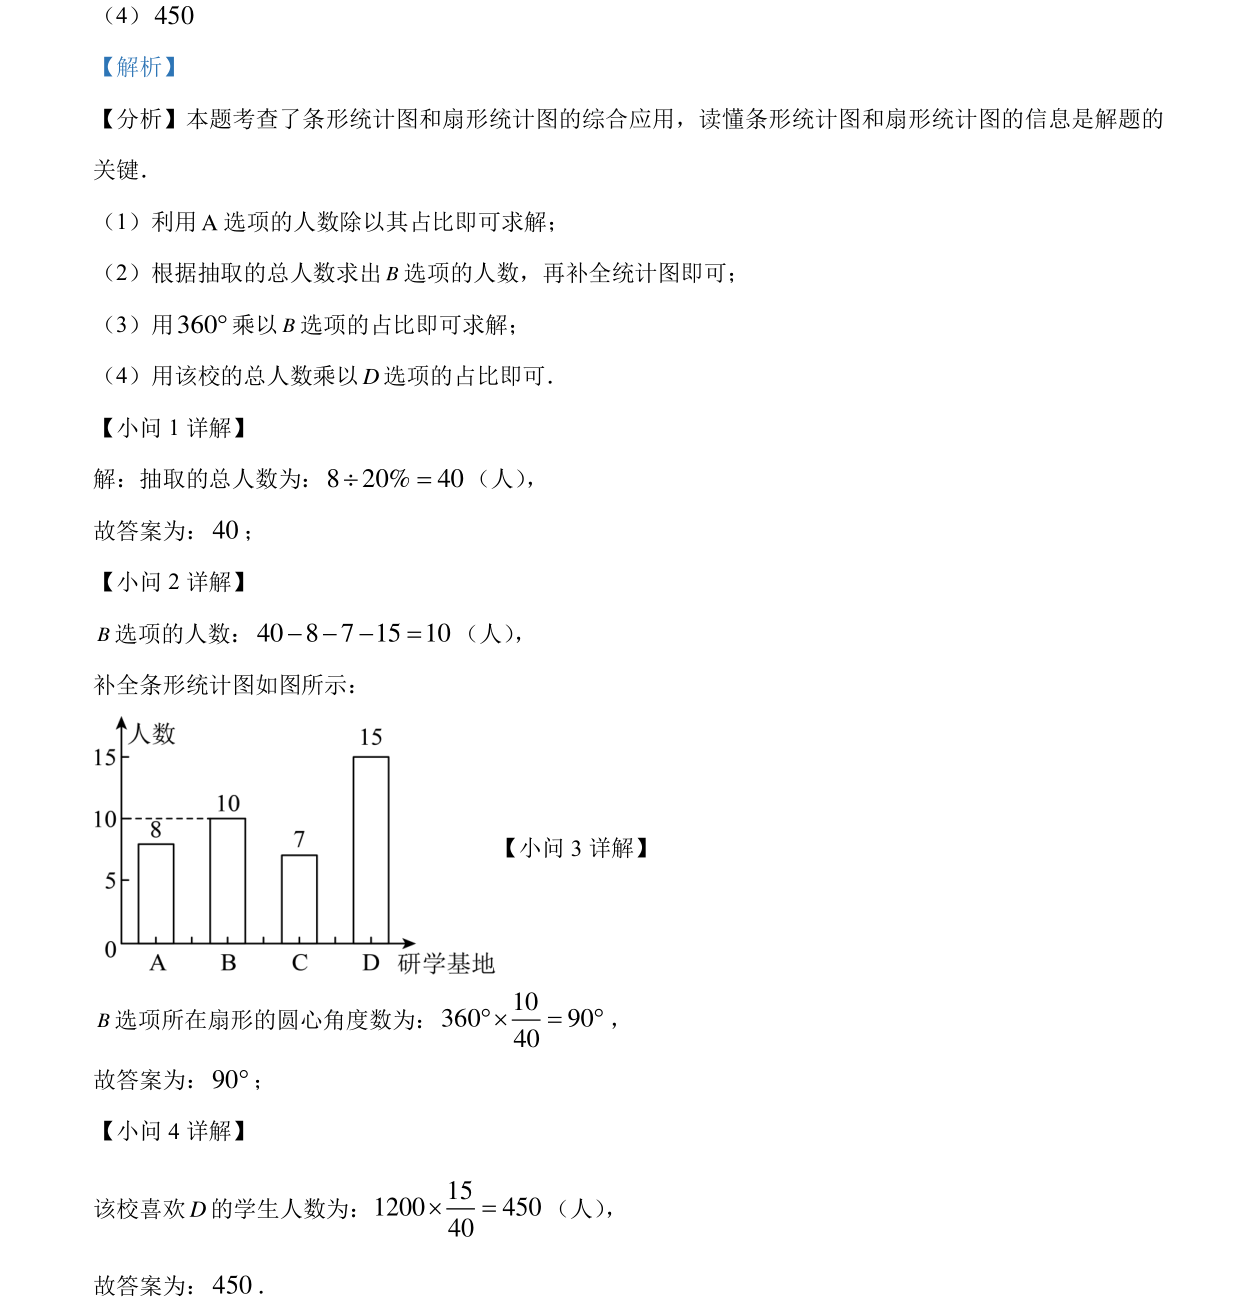 （4）450
【解析】
【分析】本题考查了条形统计图和扇形统计图的综合应用，读懂条形统计图和扇形统计图的信息是解题的
关键．
（1）利用 A 选项的人数除以其占比即可求解；
（2）根据抽取的总人数求出 B 选项的人数，再补全统计图即可；
（3）用 360° 乘以 B 选项的占比即可求解；
（4）用该校的总人数乘以 D 选项的占比即可．
【小问 1 详解】
解：抽取的总人数为：8÷20% = 40（人），
故答案为：40；
【小问 2 详解】
B 选项的人数：40−8−7−15=10（人），
补全条形统计图如图所示：
人数
15
15
10
10
8
7
5
0
A B C D 研学基地
【小问 3 详解】
B 选项所在扇形的圆心角度数为：360°×10/40=90°，
故答案为：90°；
【小问 4 详解】
该校喜欢 D 的学生人数为：1200×15/40=450（人），
故答案为：450．